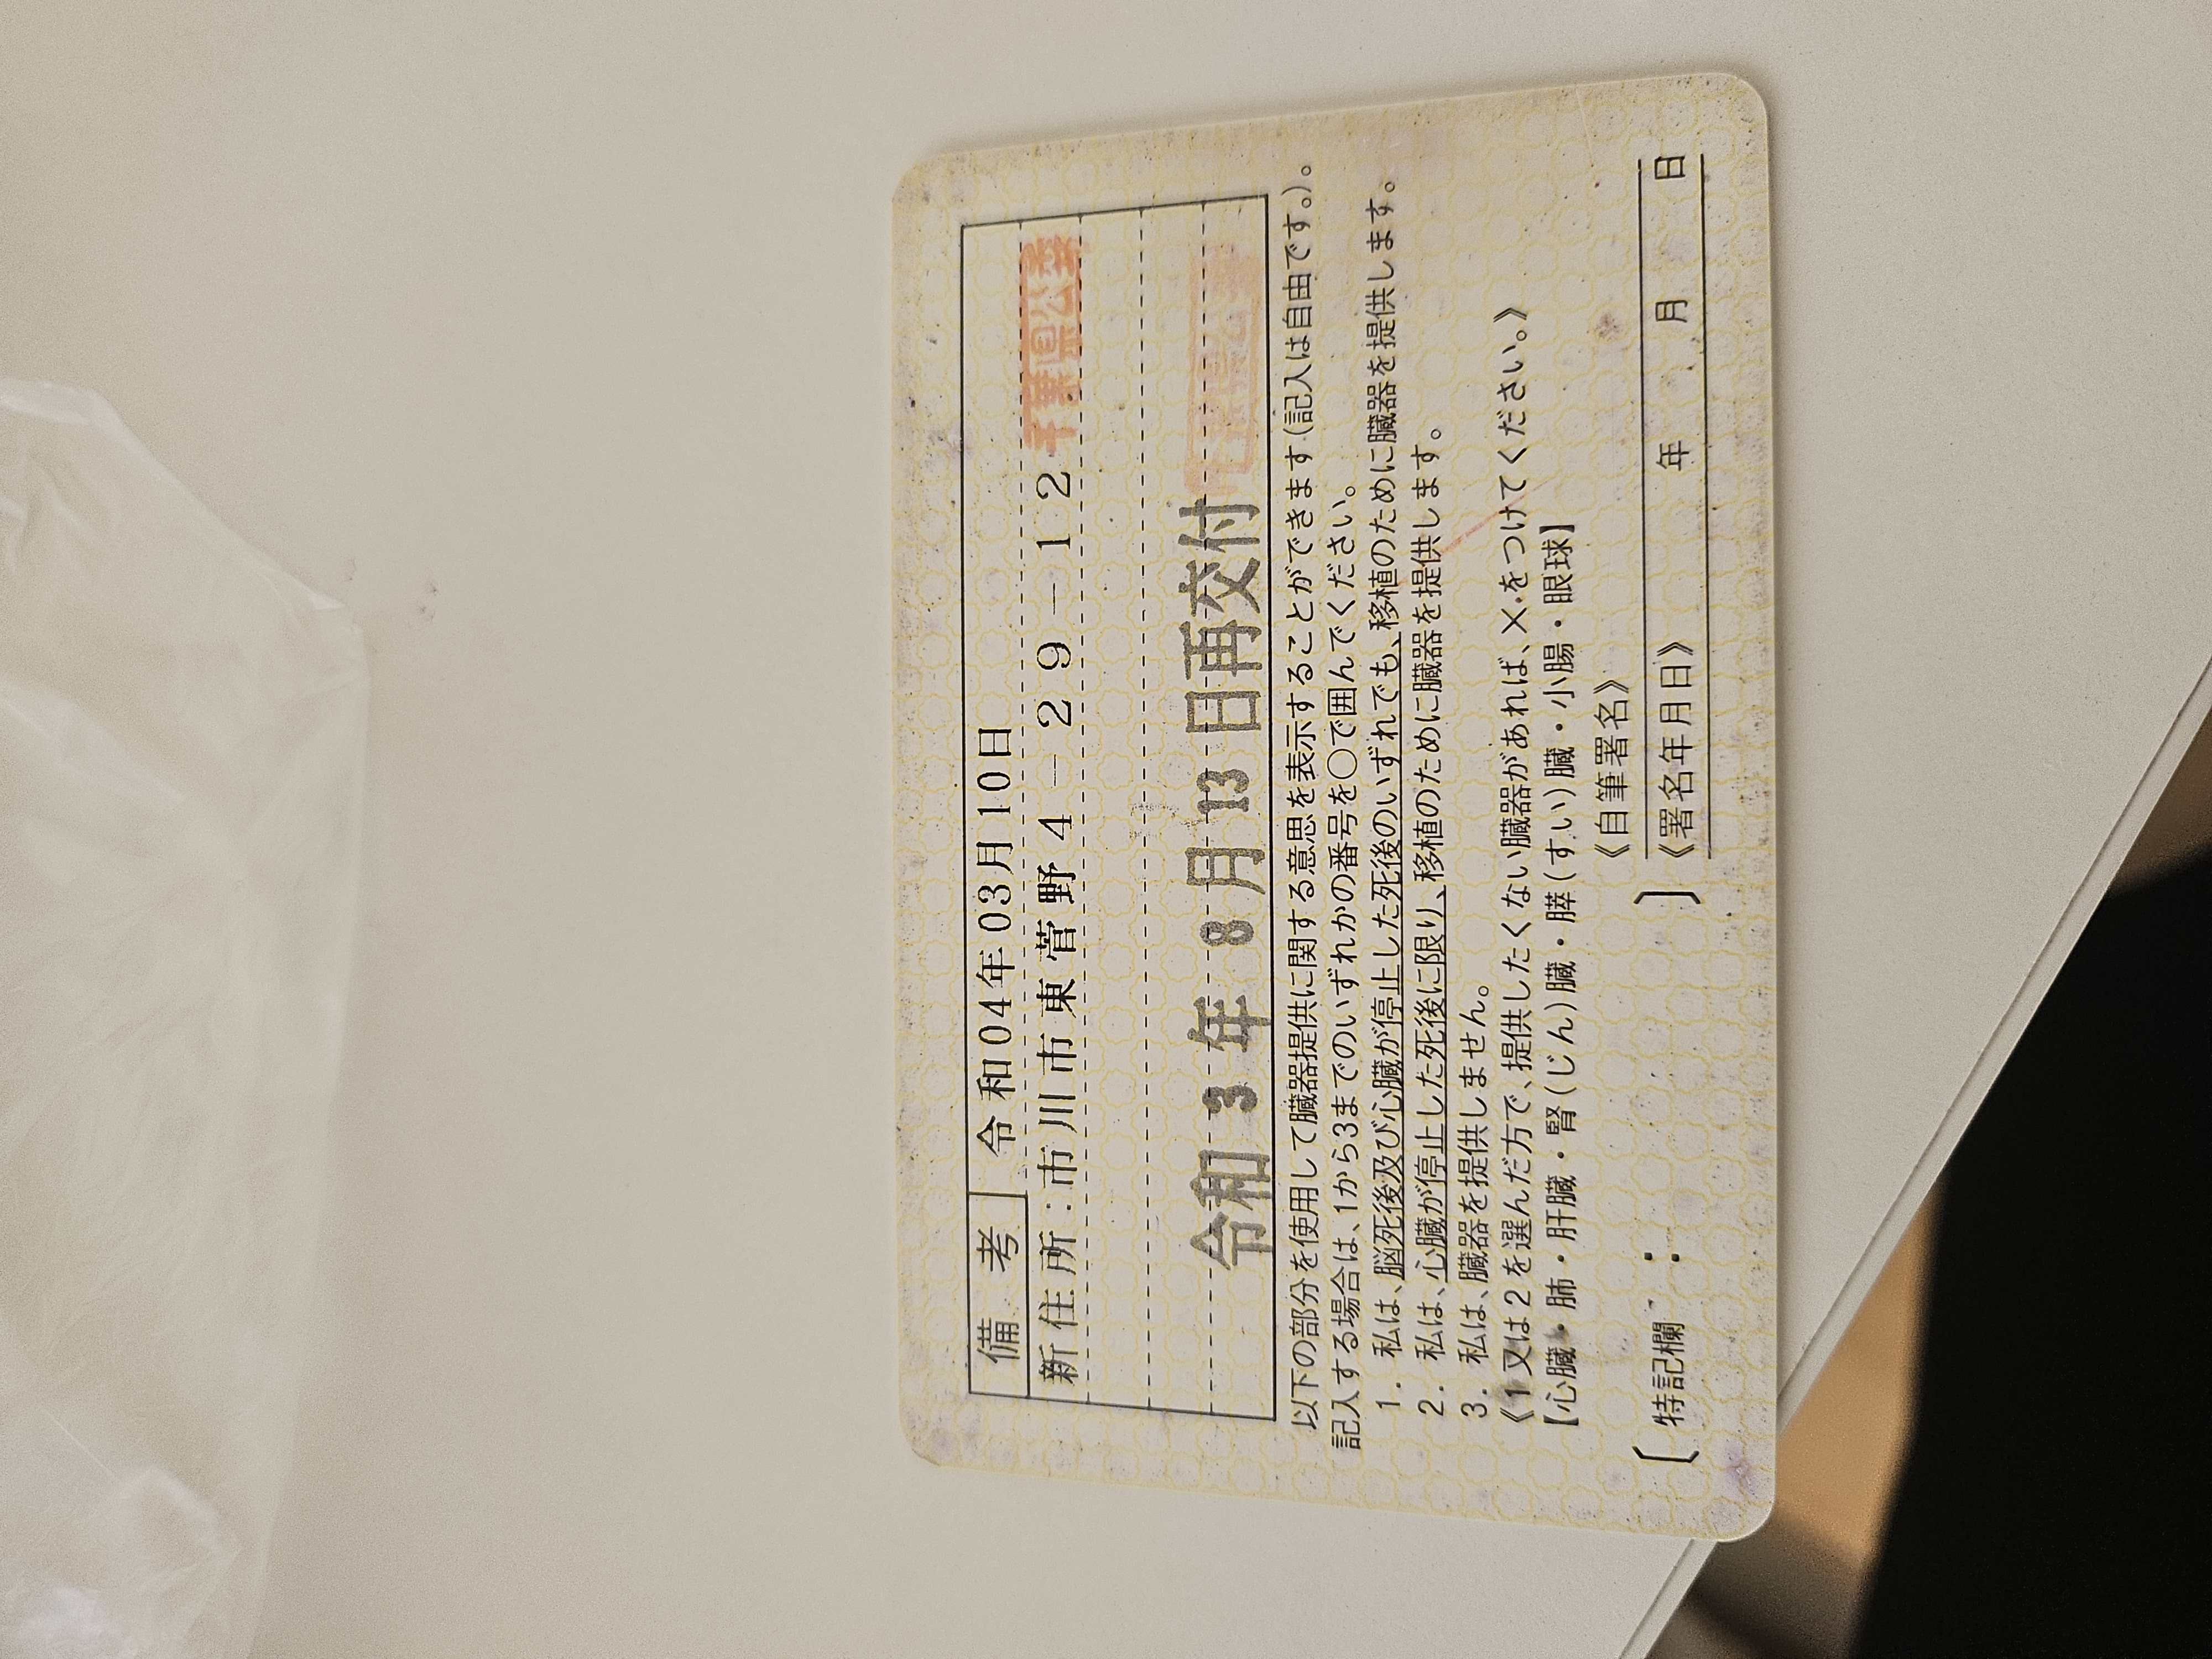 備考 令和04年03月10日
新住所:市川市東菅野4-29-12 千葉県公委
令和3年8月13日再交付
以下の部分を使用して臓器提供に関する意思を表示することができます(記入は自由です。)。
記入する場合は、1から3までのいずれかの番号を○で囲んでください。
1. 私は、脳死後及び心臓が停止した死後のいずれでも、移植のために臓器を提供します。
2. 私は、心臓が停止した死後に限り、移植のために臓器を提供します。
3. 私は、臓器を提供しません。
《1又は2を選んだ方で、提供したくない臓器があれば、×をつけてください。》
【心臓・肺・肝臓・腎(じん)臓・膵(すい)臓・小腸・眼球】
《自筆署名》
〔特記欄: 〕
《署名年月日》 年 月 日